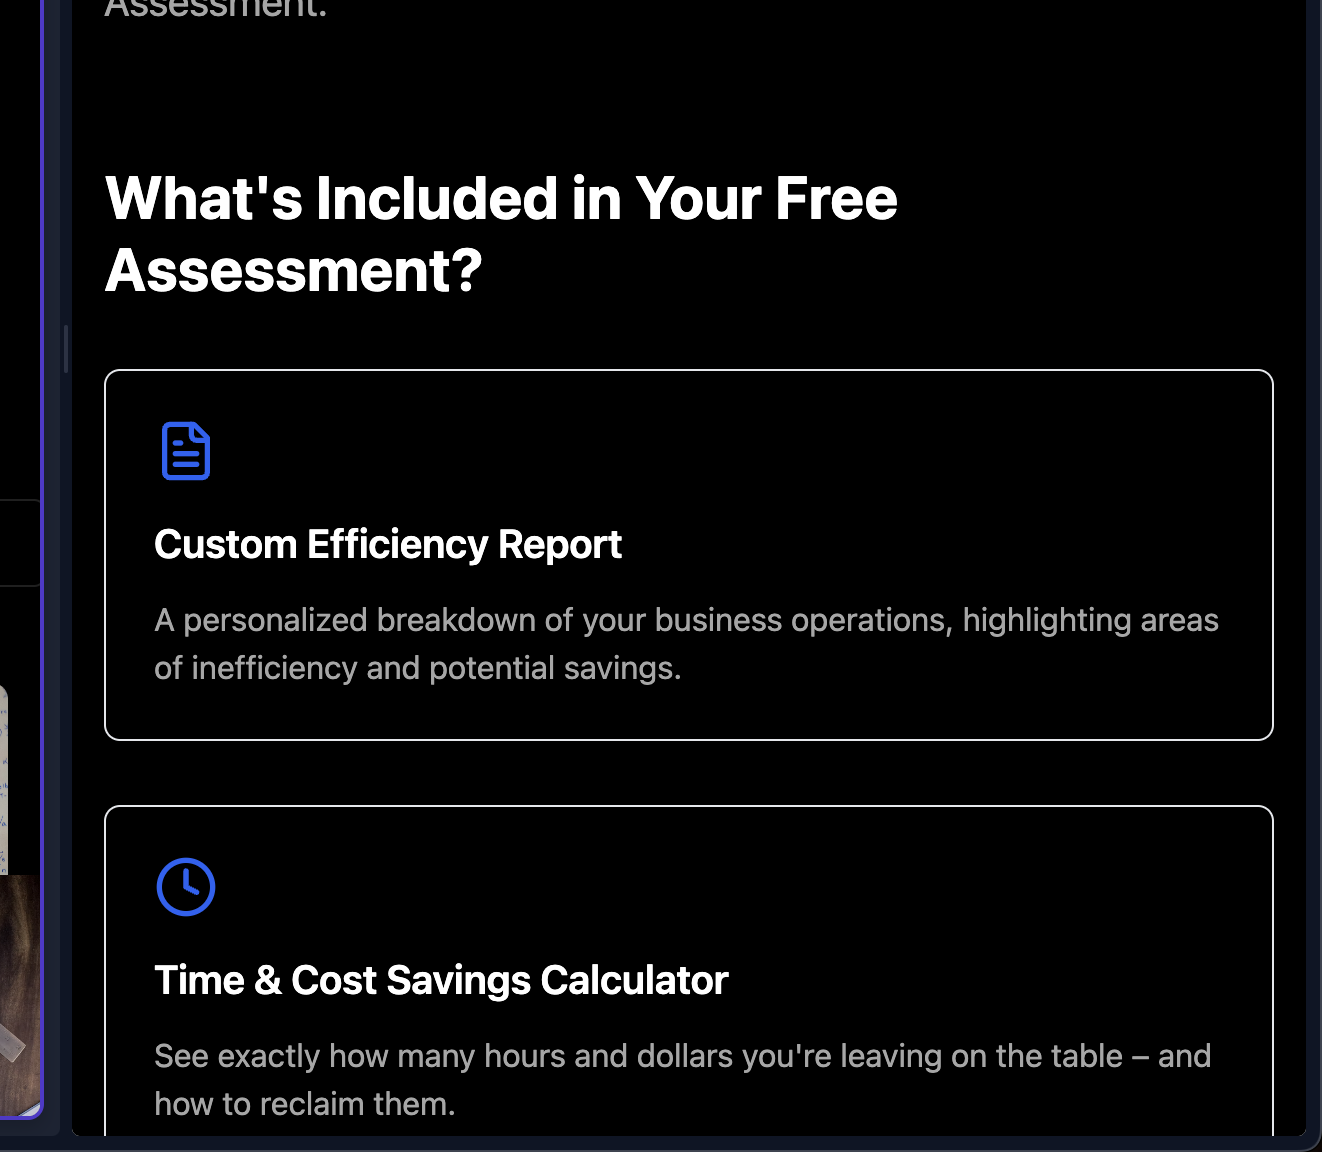 Assessment.
What's Included in Your Free
Assessment?
Custom Efficiency Report
A personalized breakdown of your business operations, highlighting areas
of inefficiency and potential savings.
Time & Cost Savings Calculator
See exactly how many hours and dollars you're leaving on the table – and
how to reclaim them.